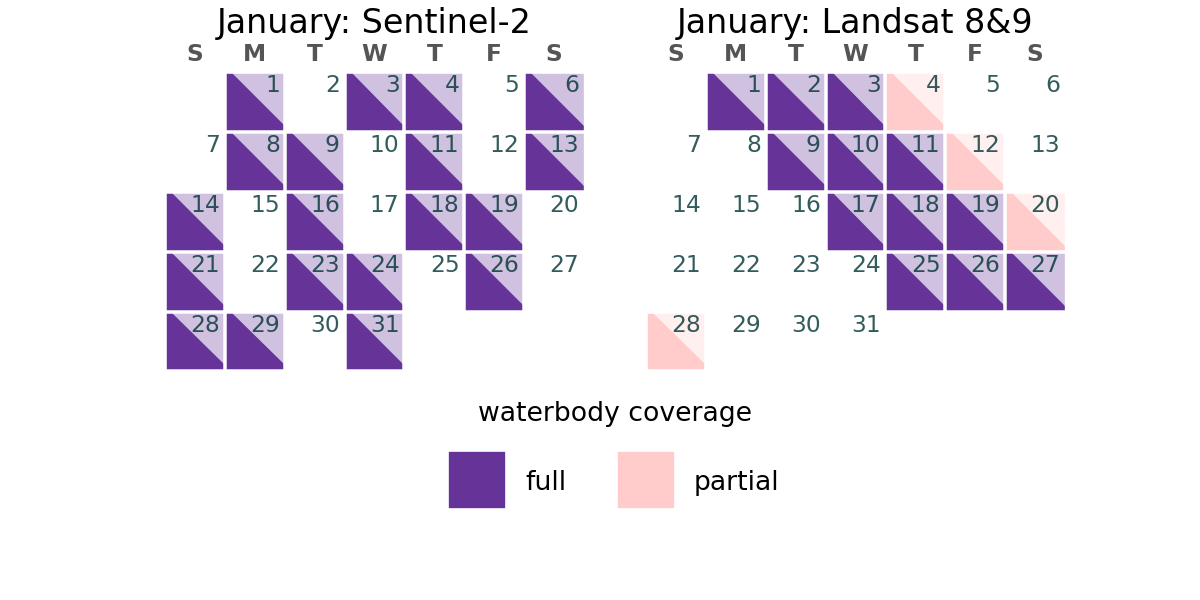 January: Sentinel-2
S M T W T F S
1 2 3 4 5 6
7 8 9 10 11 12 13
14 15 16 17 18 19 20
21 22 23 24 25 26 27
28 29 30 31
January: Landsat 8&9
S M T W T F S
1 2 3 4 5 6
7 8 9 10 11 12 13
14 15 16 17 18 19 20
21 22 23 24 25 26 27
28 29 30 31
waterbody coverage
full partial